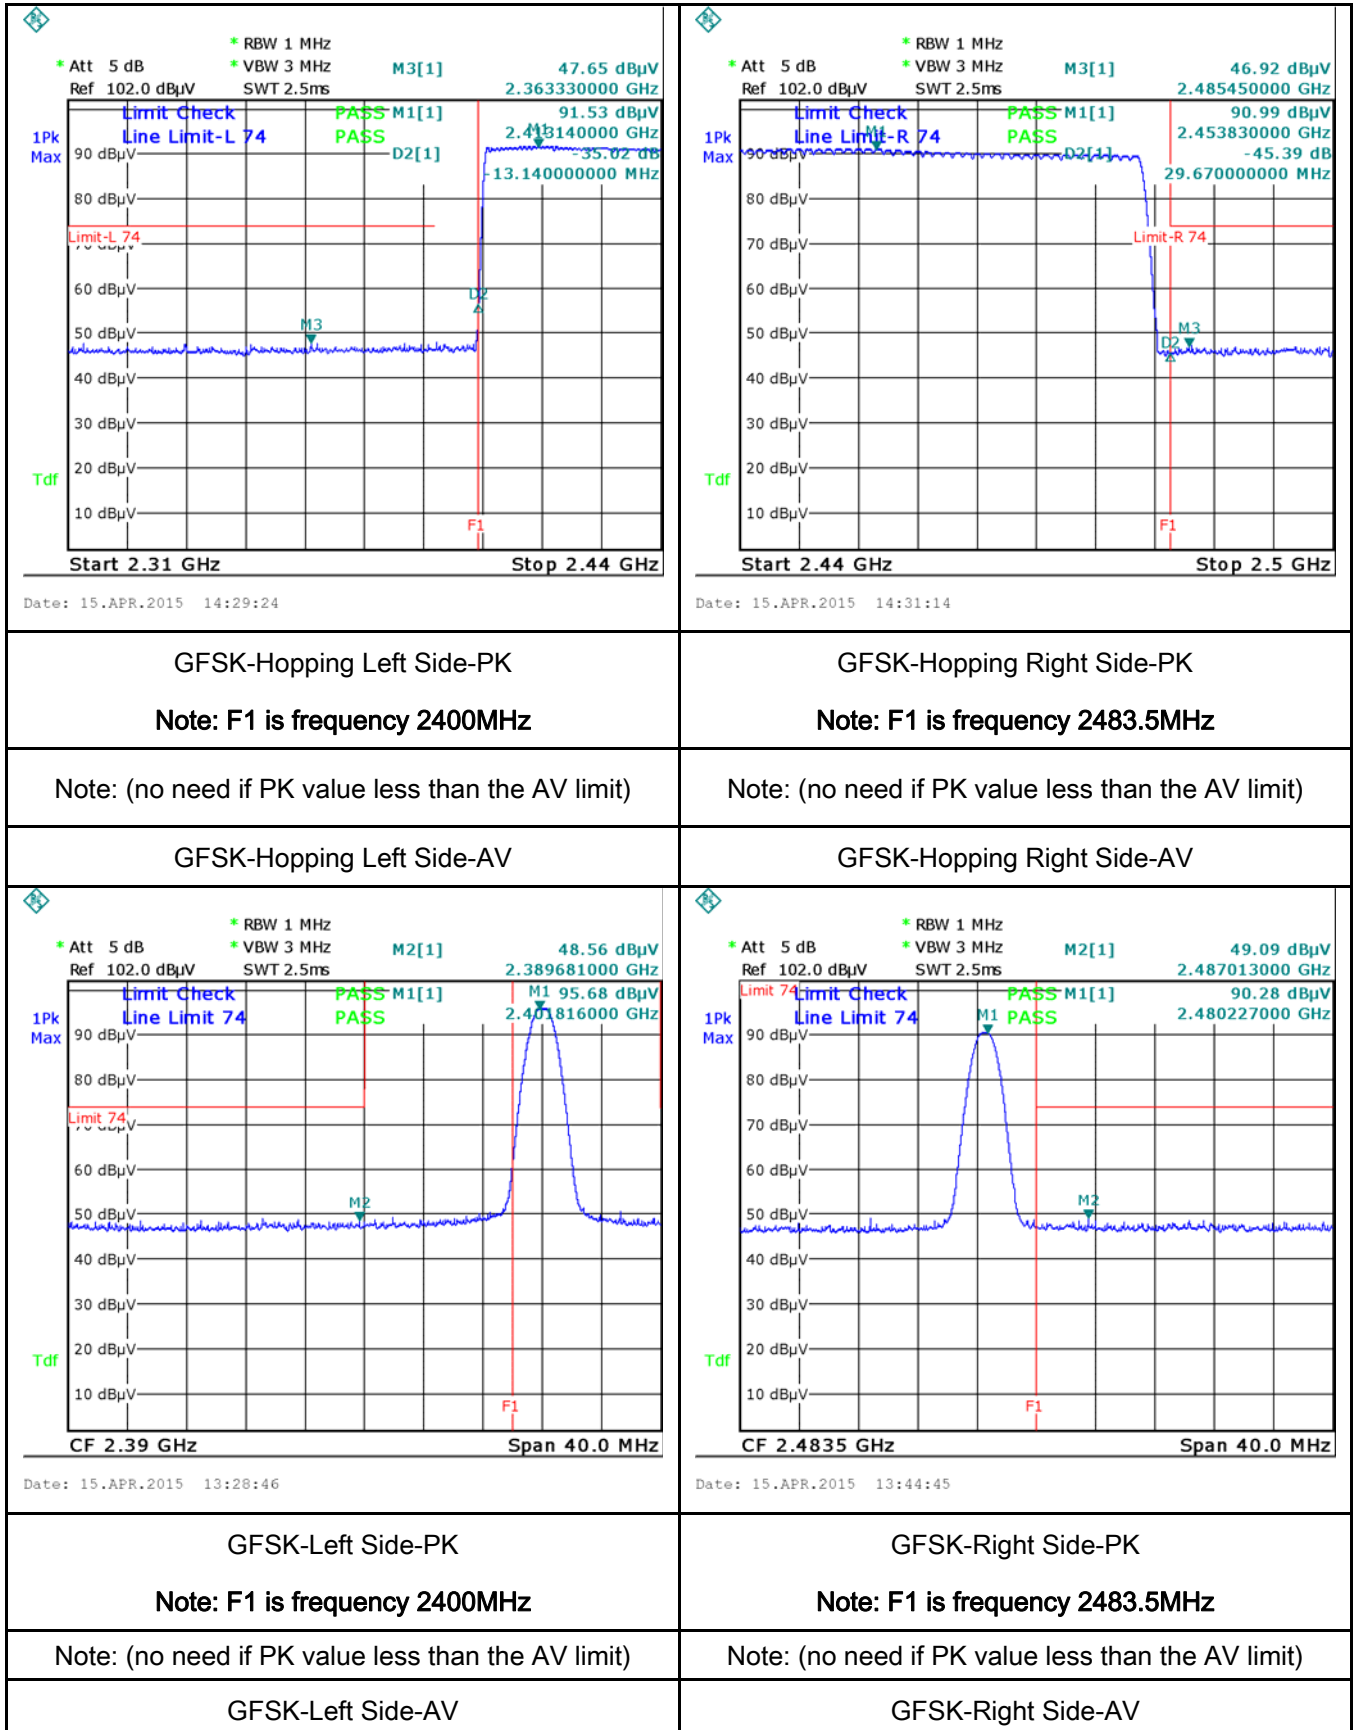 * RBW 1 MHz
* Att 5 dB * VBW 3 MHz M3[1] 47.65 dBµV
Ref 102.0 dBµV SWT 2.5ms 2.363330000 GHz
Limit Check PASS M1[1] 91.53 dBµV
1Pk Line Limit-L 74 PASS M1 2.413140000 GHz
Max 90 dBµV D2[1] -35.02 dB
-13.140000000 MHz
80 dBµV
Limit-L 74
70 dBµV
60 dBµV D2
50 dBµV M3
40 dBµV
30 dBµV
Tdf 20 dBµV
10 dBµV F1
Start 2.31 GHz Stop 2.44 GHz
Date: 15.APR.2015 14:29:24
* RBW 1 MHz
* Att 5 dB * VBW 3 MHz M3[1] 46.92 dBµV
Ref 102.0 dBµV SWT 2.5ms 2.485450000 GHz
Limit Check PASS M1[1] 90.99 dBµV
1Pk Line Limit-R 74 M1 PASS 2.453830000 GHz
Max 90 dBµV D2[1] -45.39 dB
29.670000000 MHz
80 dBµV
70 dBµV Limit-R 74
60 dBµV
50 dBµV D2 M3
40 dBµV
30 dBµV
Tdf 20 dBµV
10 dBµV F1
Start 2.44 GHz Stop 2.5 GHz
Date: 15.APR.2015 14:31:14
GFSK-Hopping Left Side-PK
Note: F1 is frequency 2400MHz
GFSK-Hopping Right Side-PK
Note: F1 is frequency 2483.5MHz
Note: (no need if PK value less than the AV limit)
Note: (no need if PK value less than the AV limit)
GFSK-Hopping Left Side-AV
GFSK-Hopping Right Side-AV
* RBW 1 MHz
* Att 5 dB * VBW 3 MHz M2[1] 48.56 dBµV
Ref 102.0 dBµV SWT 2.5ms 2.389681000 GHz
Limit Check PASS M1[1] M1 95.68 dBµV
1Pk Line Limit 74 PASS 2.401816000 GHz
Max 90 dBµV
80 dBµV
Limit 74
70 dBµV
60 dBµV
50 dBµV M2
40 dBµV
30 dBµV
Tdf 20 dBµV
10 dBµV F1
CF 2.39 GHz Span 40.0 MHz
Date: 15.APR.2015 13:28:46
* RBW 1 MHz
* Att 5 dB * VBW 3 MHz M2[1] 49.09 dBµV
Ref 102.0 dBµV SWT 2.5ms 2.487013000 GHz
Limit 74 Limit Check PASS M1[1] 90.28 dBµV
1Pk Line Limit 74 M1 PASS 2.480227000 GHz
Max 90 dBµV
80 dBµV
70 dBµV
60 dBµV
50 dBµV M2
40 dBµV
30 dBµV
Tdf 20 dBµV
10 dBµV F1
CF 2.4835 GHz Span 40.0 MHz
Date: 15.APR.2015 13:44:45
GFSK-Left Side-PK
Note: F1 is frequency 2400MHz
GFSK-Right Side-PK
Note: F1 is frequency 2483.5MHz
Note: (no need if PK value less than the AV limit)
Note: (no need if PK value less than the AV limit)
GFSK-Left Side-AV
GFSK-Right Side-AV